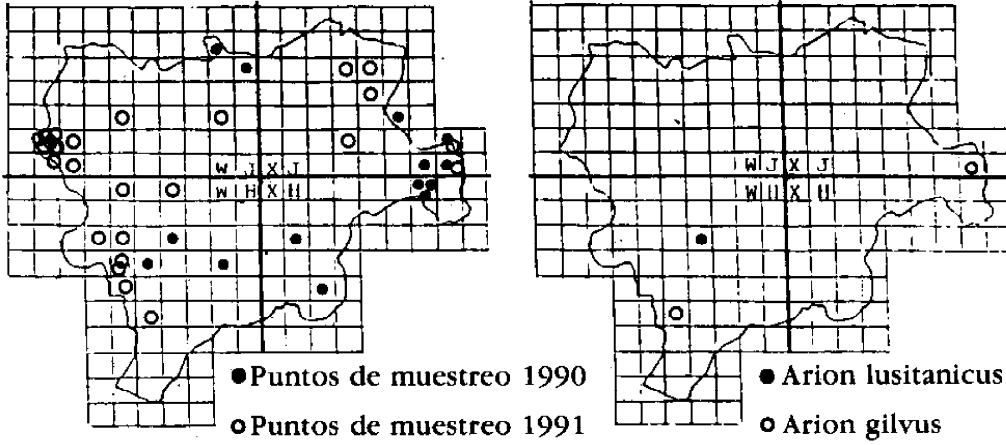 W J X J
W H X H
W J X J
W H X H
●Puntos de muestreo 1990
○Puntos de muestreo 1991
●Arion lusitanicus
○Arion gilvus